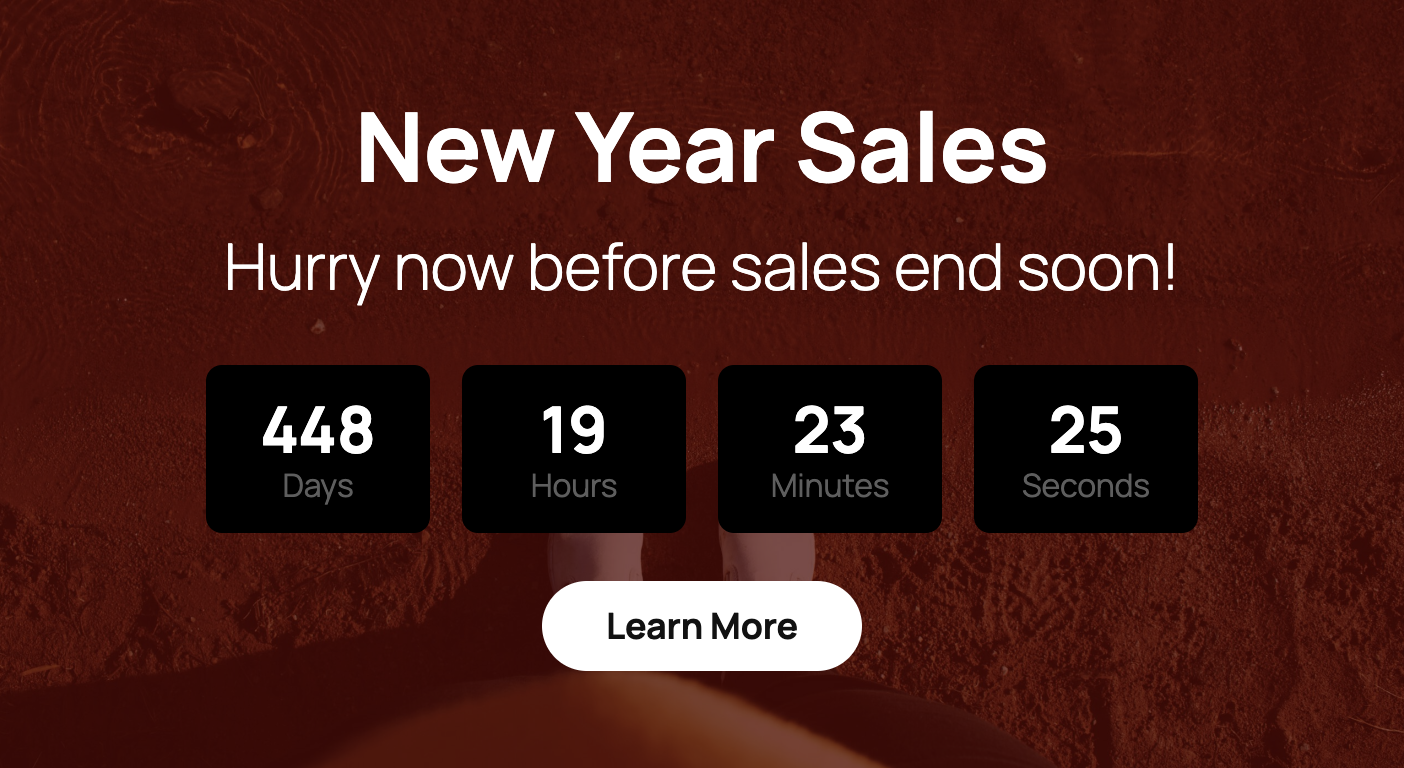 New Year Sales
Hurry now before sales end soon!
448 19 23 25
Days Hours Minutes Seconds
Learn More